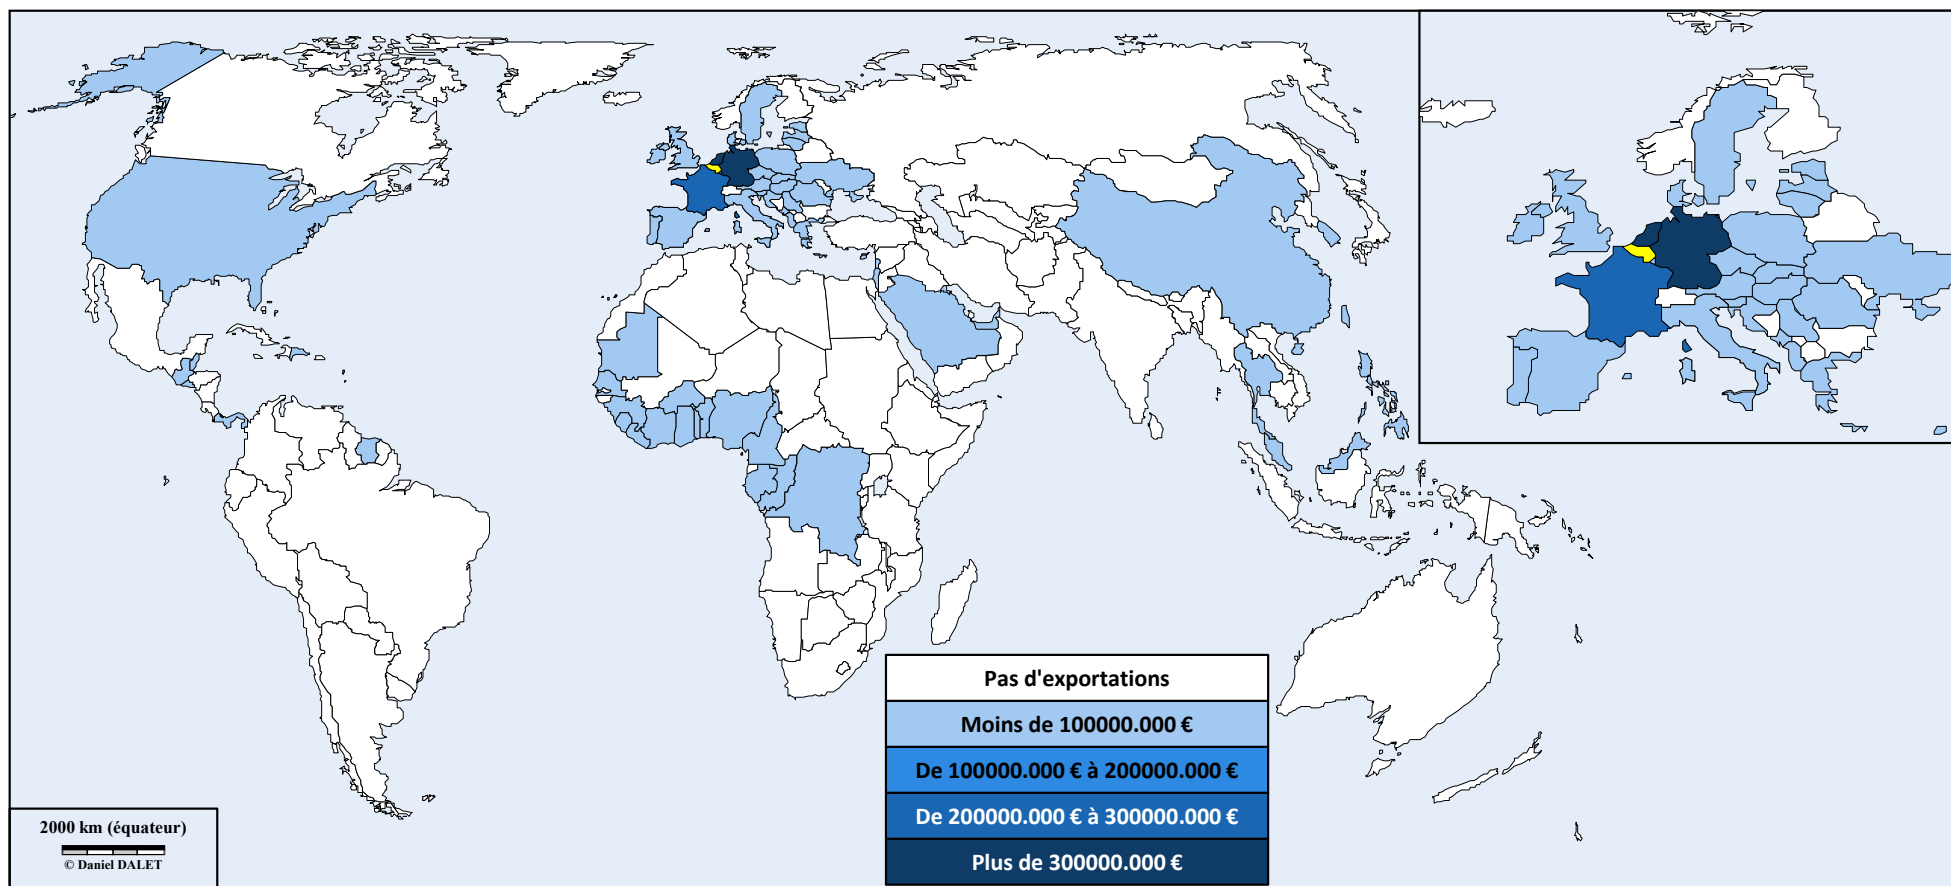 Pas d'exportations
Moins de 100000.000 €
De 100000.000 € à 200000.000 €
De 200000.000 € à 300000.000 €
Plus de 300000.000 €
2000 km (équateur)
© Daniel DALET